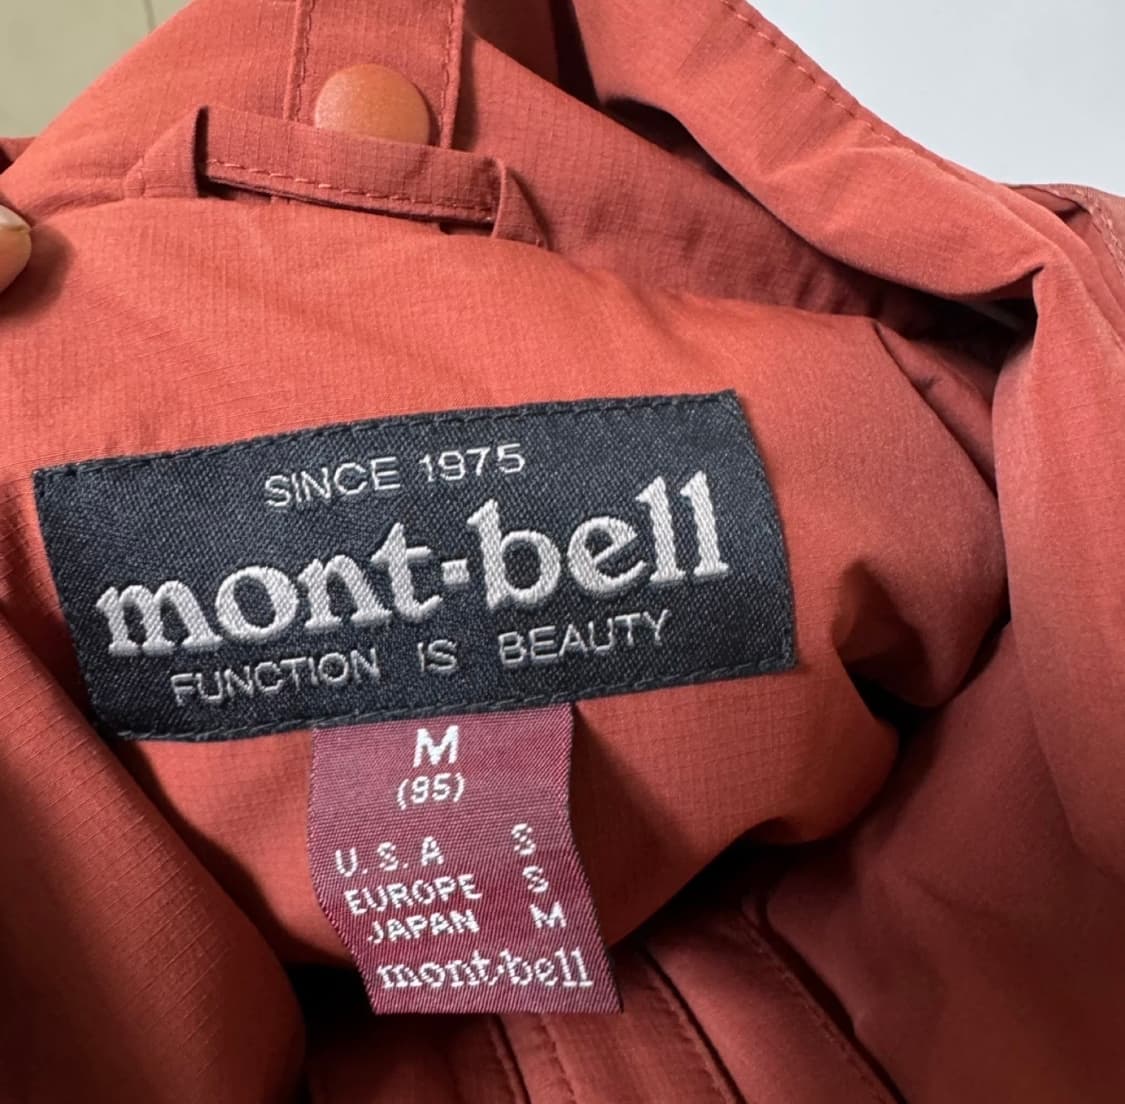 SINCE 1975
mont-bell
FUNCTION IS BEAUTY
M
(95)
U.S.A S
EUROPE S
JAPAN M
mont-bell